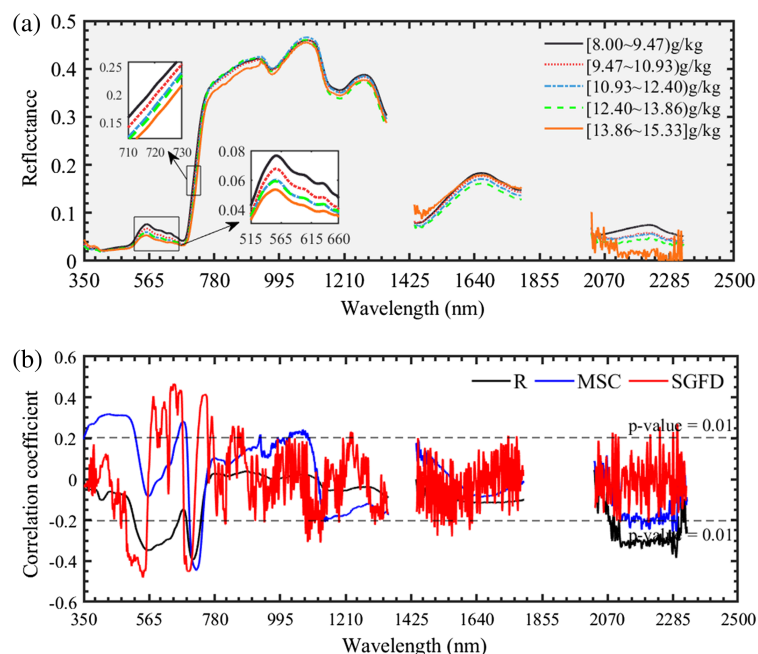 (a)
0.5
0.4
0.3
0.2
0.1
0
Reflectance
[8.00~9.47)g/kg
[9.47~10.93)g/kg
[10.93~12.40)g/kg
[12.40~13.86)g/kg
[13.86~15.33]g/kg
0.25
0.2
0.15
710 720 730
0.08
0.06
0.04
515 565 615 660
350 565 780 995 1210 1425 1640 1855 2070 2285 2500
Wavelength (nm)
(b)
0.6
0.4
0.2
0
-0.2
-0.4
-0.6
Correlation coefficient
R MSC SGFD
p-value = 0.01
p-value = 0.01
350 565 780 995 1210 1425 1640 1855 2070 2285 2500
Wavelength (nm)